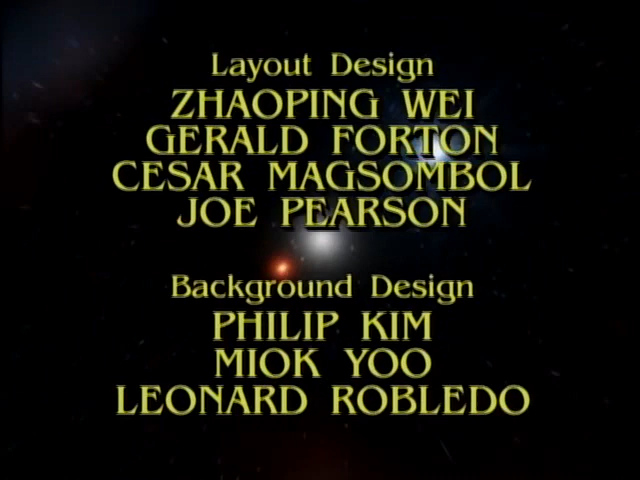 Layout Design
ZHAOPING WEI
GERALD FORTON
CESAR MAGSOMBOL
JOE PEARSON
Background Design
PHILIP KIM
MIOK YOO
LEONARD ROBLEDO